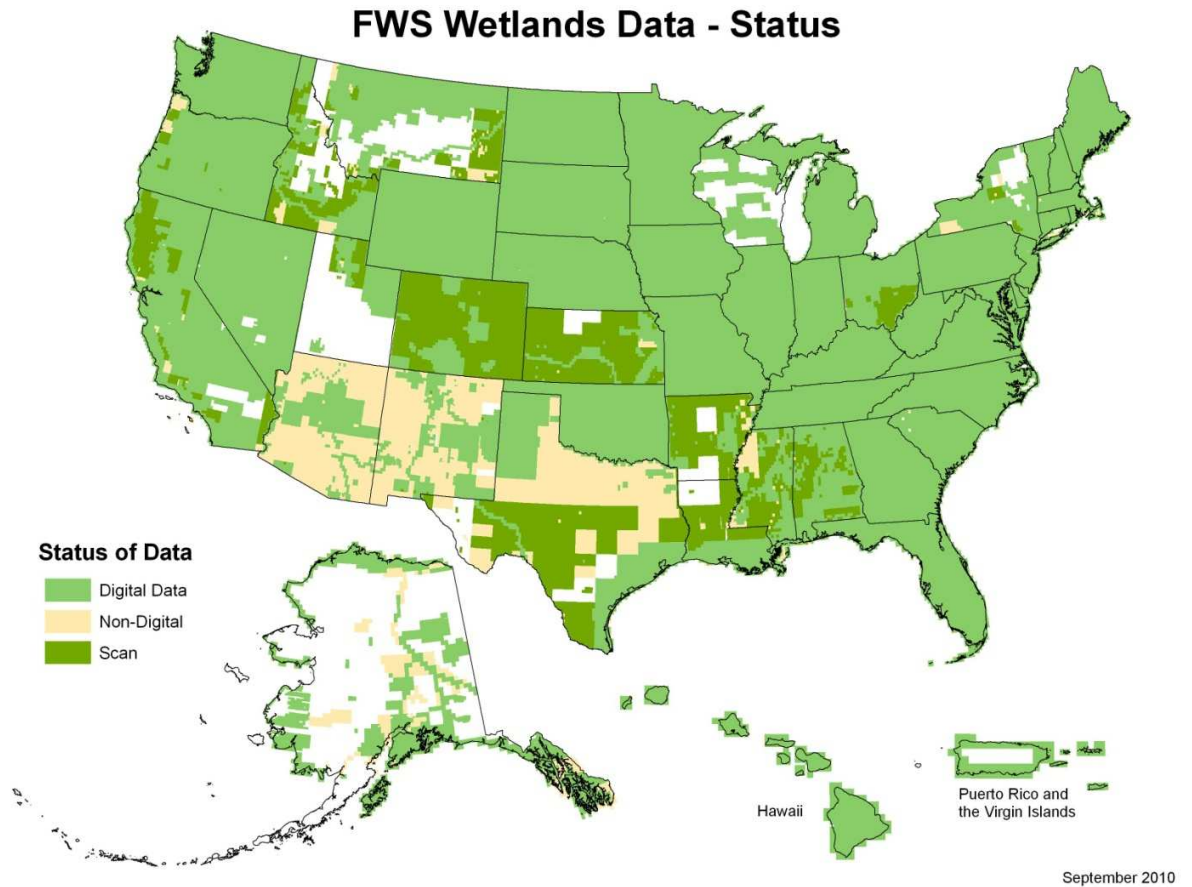 FWS Wetlands Data - Status
Status of Data
Digital Data
Non-Digital
Scan
Hawaii
Puerto Rico and
the Virgin Islands
September 2010